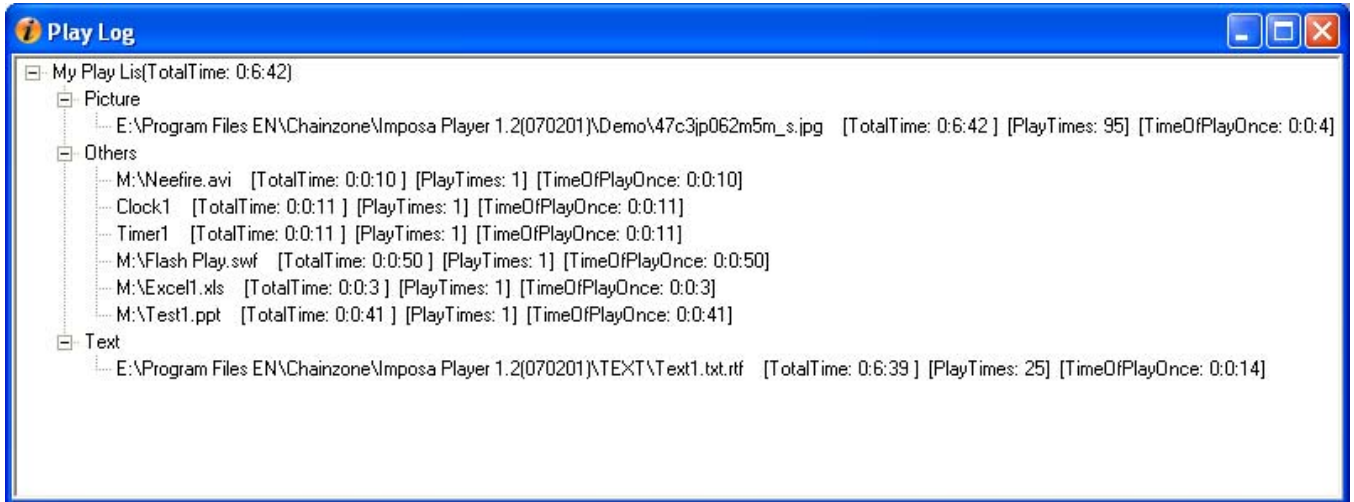 Play Log
My Play Lis(TotalTime: 0:6:42)
Picture
E:\Program Files EN\Chainzone\Imposa Player 1.2(070201)\Demo\47c3jp062m5m_s.jpg [TotalTime: 0:6:42 ] [PlayTimes: 95] [TimeOfPlayOnce: 0:0:4]
Others
M:\Neefire.avi [TotalTime: 0:0:10 ] [PlayTimes: 1] [TimeOfPlayOnce: 0:0:10]
Clock1 [TotalTime: 0:0:11 ] [PlayTimes: 1] [TimeOfPlayOnce: 0:0:11]
Timer1 [TotalTime: 0:0:11 ] [PlayTimes: 1] [TimeOfPlayOnce: 0:0:11]
M:\Flash Play.swf [TotalTime: 0:0:50 ] [PlayTimes: 1] [TimeOfPlayOnce: 0:0:50]
M:\Excel1.xls [TotalTime: 0:0:3 ] [PlayTimes: 1] [TimeOfPlayOnce: 0:0:3]
M:\Test1.ppt [TotalTime: 0:0:41 ] [PlayTimes: 1] [TimeOfPlayOnce: 0:0:41]
Text
E:\Program Files EN\Chainzone\Imposa Player 1.2(070201)\TEXT\Text1.txt.rtf [TotalTime: 0:6:39 ] [PlayTimes: 25] [TimeOfPlayOnce: 0:0:14]